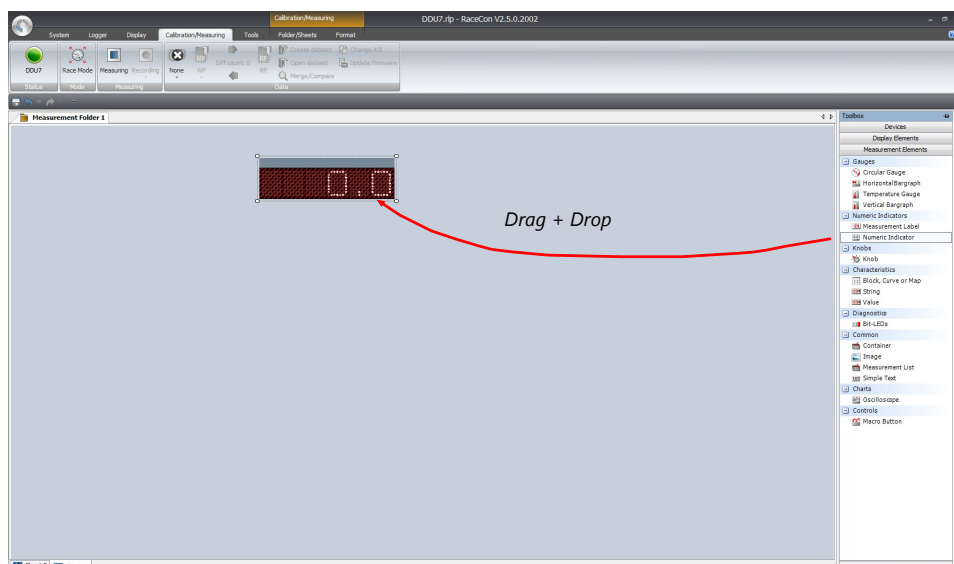 Calibration/Measuring
DDU7.rlp - RaceCon V2.5.0.2002
System Logger Display Calibration/Measuring Tools Folder/Sheets Format
DDU7 Race Mode Measuring Recording None WP Diff count: 0 RP
Create dataset Change A2L
Open dataset Update Firmware
Merge/Compare
Status Mode Measuring Data
Measurement Folder 1
0.0
Drag + Drop
Toolbox
Devices
Display Elements
Measurement Elements
Gauges
Circular Gauge
HorizontalBargraph
Temperature Gauge
Vertical Bargraph
Numeric Indicators
Measurement Label
Numeric Indicator
Knobs
Knob
Characteristics
Block, Curve or Map
String
Value
Diagnostics
Bit-LEDs
Common
Container
Image
Measurement List
Simple Text
Charts
Oscilloscope
Controls
Macro Button